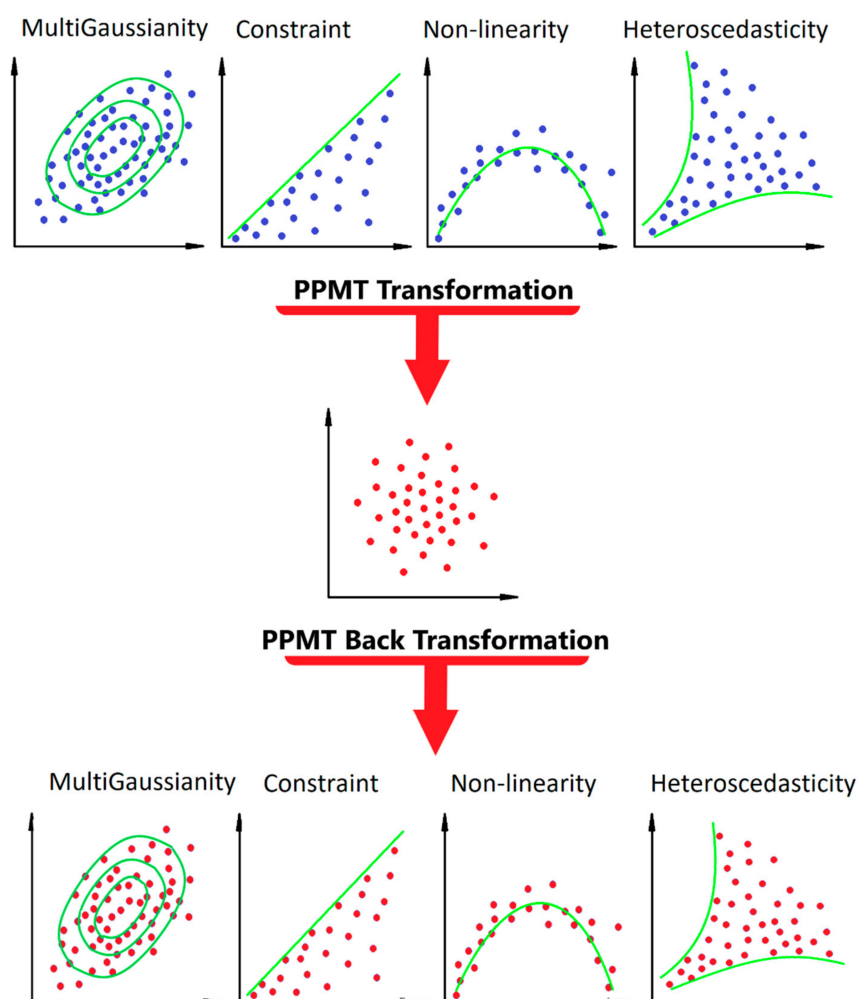 MultiGaussianity Constraint Non-linearity Heteroscedasticity
PPMT Transformation
PPMT Back Transformation
MultiGaussianity Constraint Non-linearity Heteroscedasticity